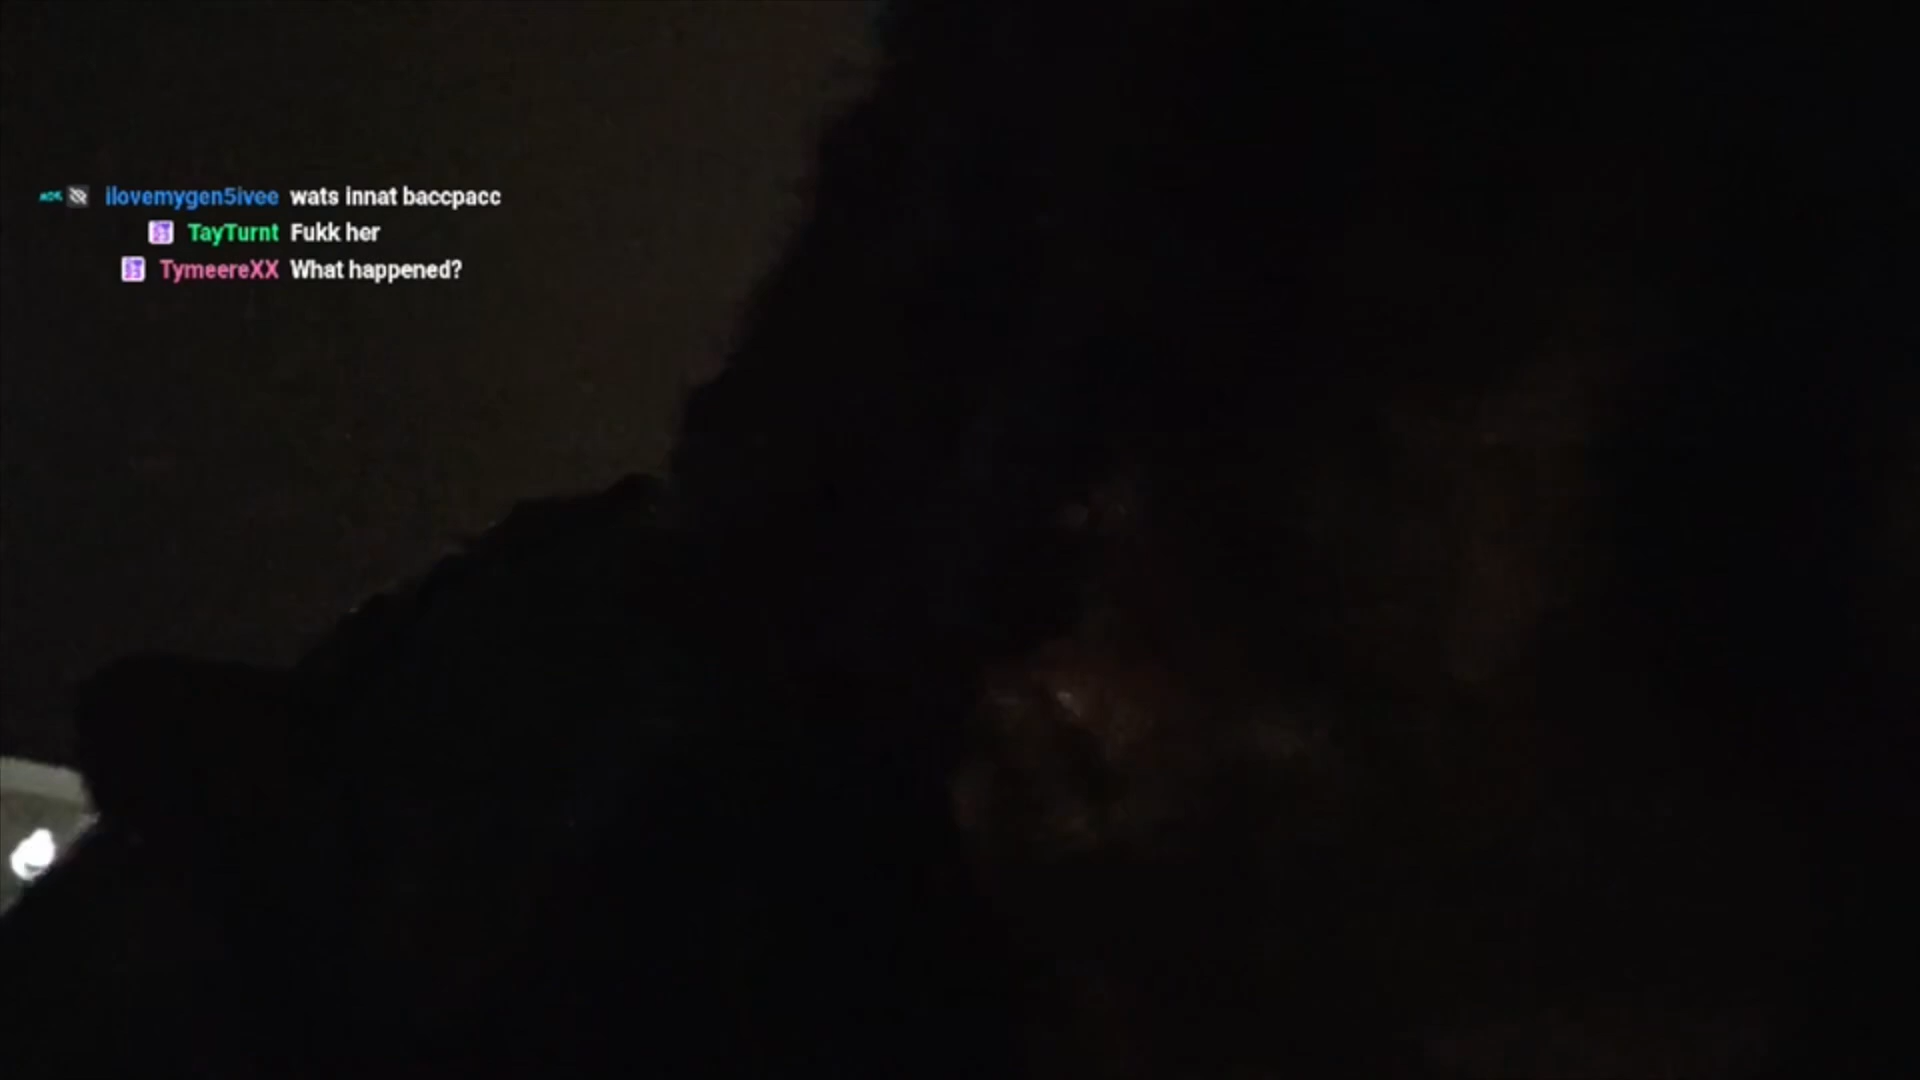 ilovemygen5ivee wats innat baccpacc
TayTurnt Fukk her
TymeereXX What happened?